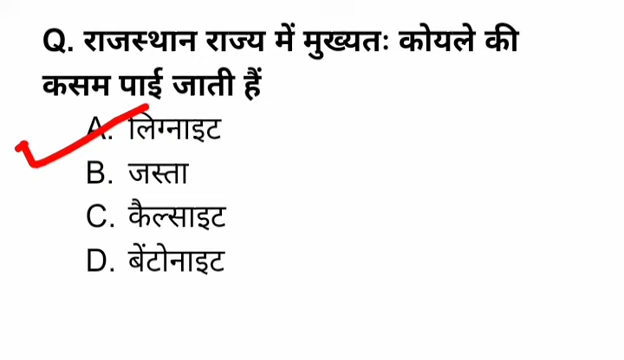 Q. राजस्थान राज्य में मुख्यतः कोयले की
कसम पाई जाती हैं
A. लिग्नाइट
B. जस्ता
C. कैल्साइट
D. बेंटोनाइट